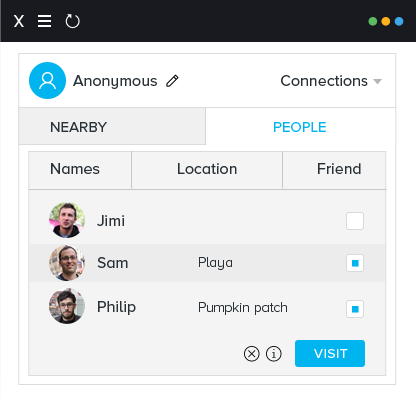 X
Anonymous Connections
NEARBY PEOPLE
Names Location Friend
Jimi
Sam Playa
Philip Pumpkin patch
VISIT